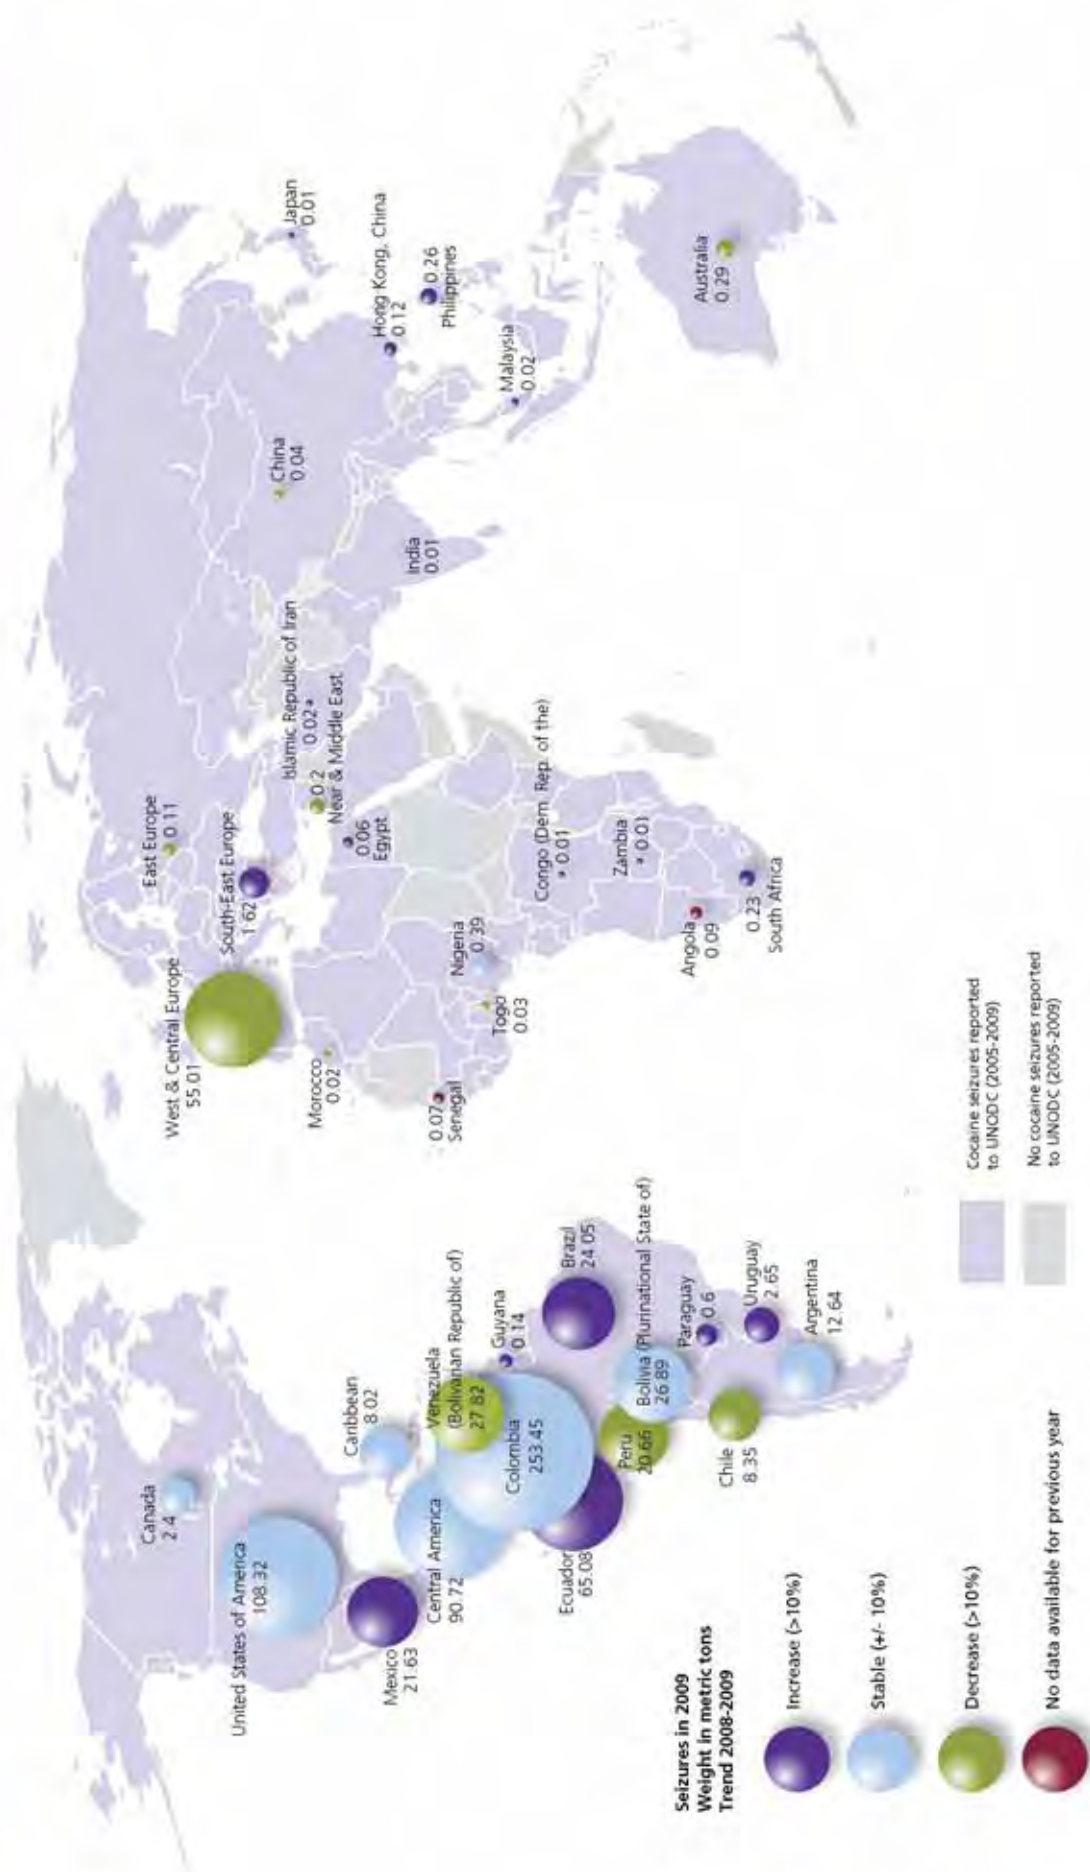 Canada
2.4
United States of America
108.32
Mexico
21.63
Caribbean
8.02
Central America
90.72
Venezuela
(Bolivarian Republic of)
27.82
Guyana
0.14
Colombia
253.45
Ecuador
65.08
Brazil
24.05
Peru
20.66
Bolivia (Plurinational State of)
26.89
Paraguay
0.6
Chile
8.35
Uruguay
2.65
Argentina
12.64
West & Central Europe
55.01
East Europe
0.11
South-East Europe
1.62
Morocco
0.02
0.07
Senegal
Togo
0.03
Nigeria
0.39
0.06
Egypt
Islamic Republic of Iran
0.02
0.2
Near & Middle East
Congo (Dem. Rep. of the)
0.01
Zambia
0.01
Angola
0.09
0.23
South Africa
India
0.01
China
0.04
Japan
0.01
Hong Kong, China
0.12
0.26
Philippines
Malaysia
0.02
Australia
0.29
Seizures in 2009
Weight in metric tons
Trend 2008-2009
Increase (>10%)
Stable (+/- 10%)
Decrease (>10%)
No data available for previous year
Cocaine seizures reported
to UNODC (2005-2009)
No cocaine seizures reported
to UNODC (2005-2009)